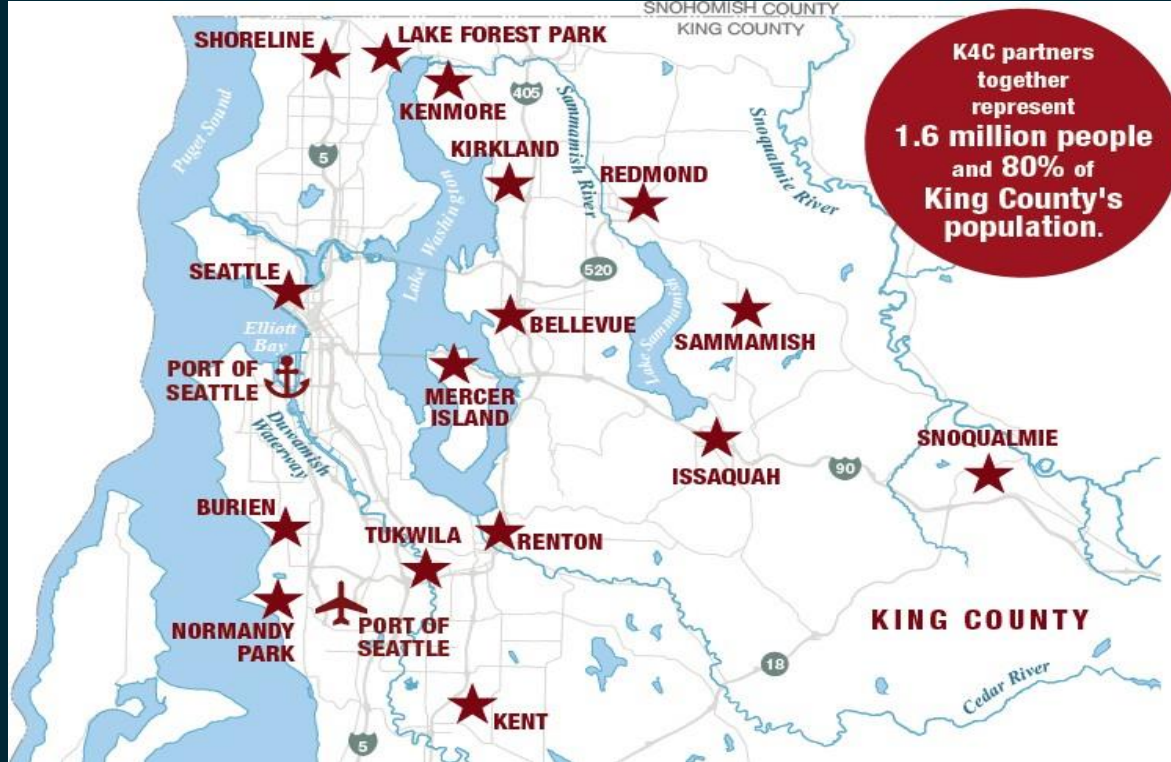 SNOHOMISH COUNTY
KING COUNTY
SHORELINE
LAKE FOREST PARK
KENMORE
405
Sammamish River
Snoqualmie River
K4C partners
together
represent
1.6 million people
and 80% of
King County's
population.
Puget Sound
5
KIRKLAND
REDMOND
Lake Washington
SEATTLE
520
Elliott
Bay
BELLEVUE
Lake Sammamish
SAMMAMISH
PORT OF
SEATTLE
MERCER
ISLAND
Duwamish
Waterway
ISSAQUAH
90
SNOQUALMIE
BURIEN
TUKWILA
RENTON
NORMANDY
PARK
PORT OF
SEATTLE
KING COUNTY
18
Cedar River
KENT
5